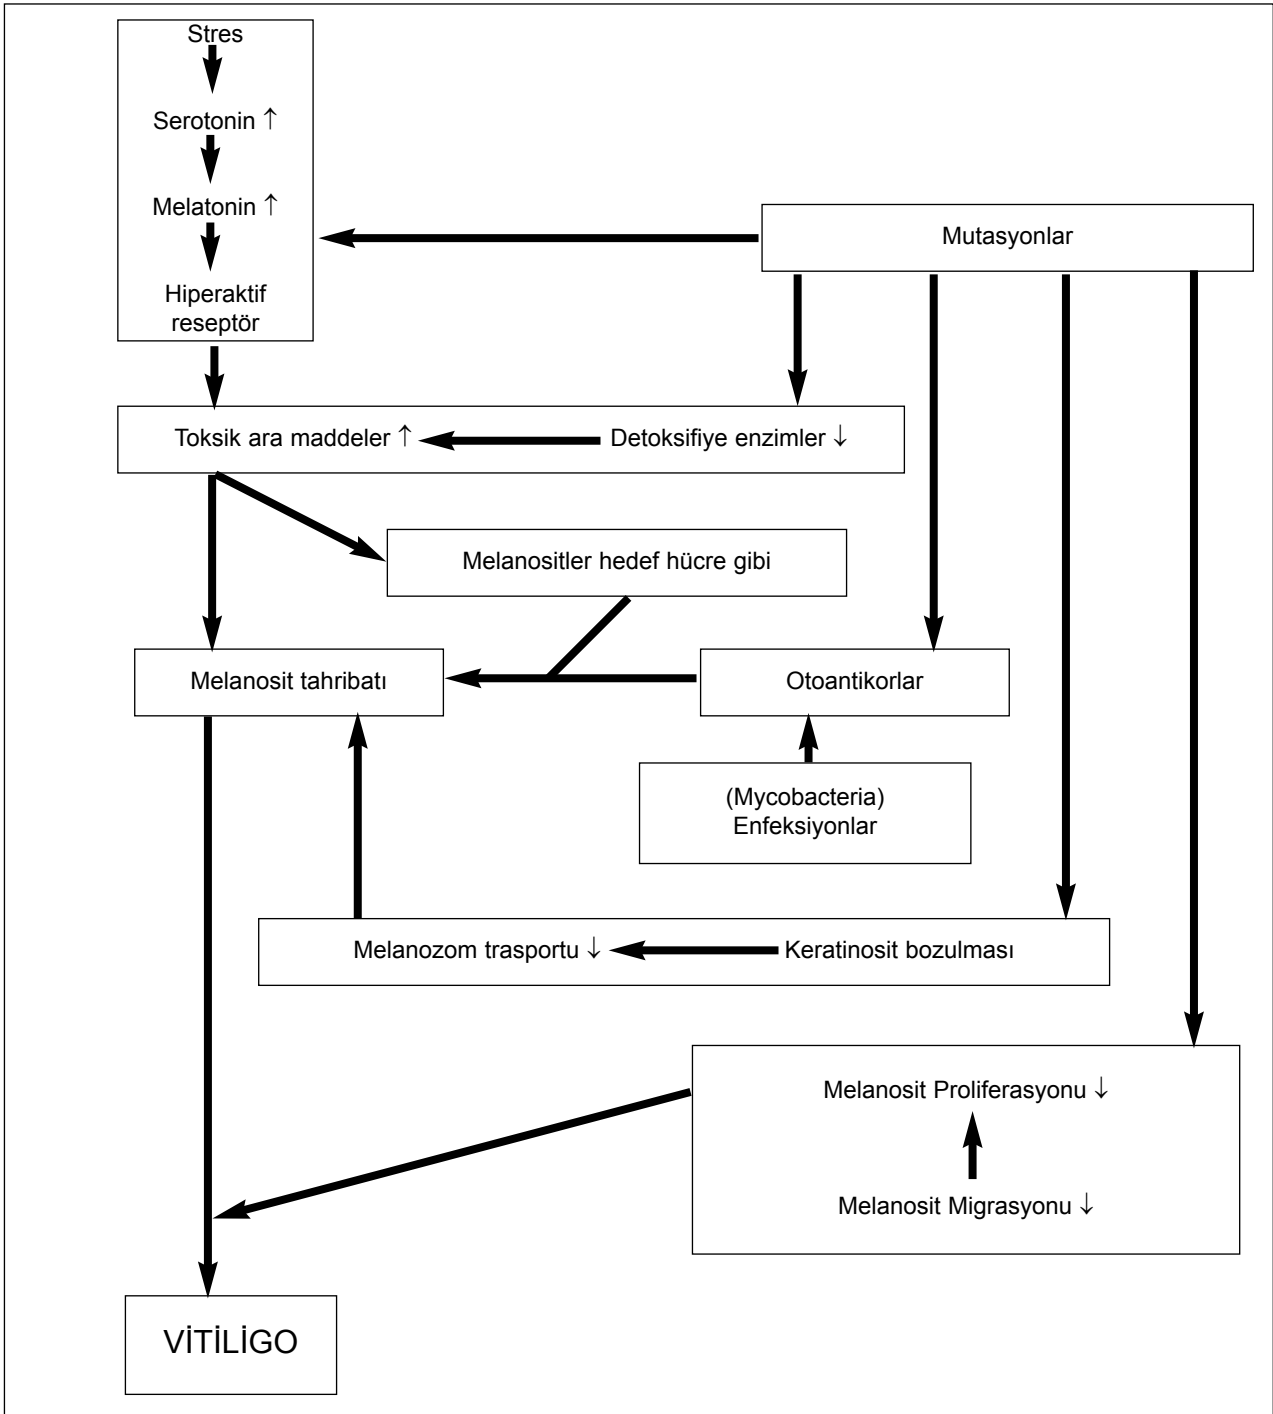 Stres
Serotonin ↑
Melatonin ↑
Hiperaktif
reseptör
Mutasyonlar
Toksik ara maddeler ↑
Detoksifiye enzimler ↓
Melanositler hedef hücre gibi
Melanosit tahribatı
Otoantikorlar
(Mycobacteria)
Enfeksiyonlar
Melanozom trasportu ↓
Keratinosit bozulması
Melanosit Proliferasyonu ↓
Melanosit Migrasyonu ↓
VİTİLİGO